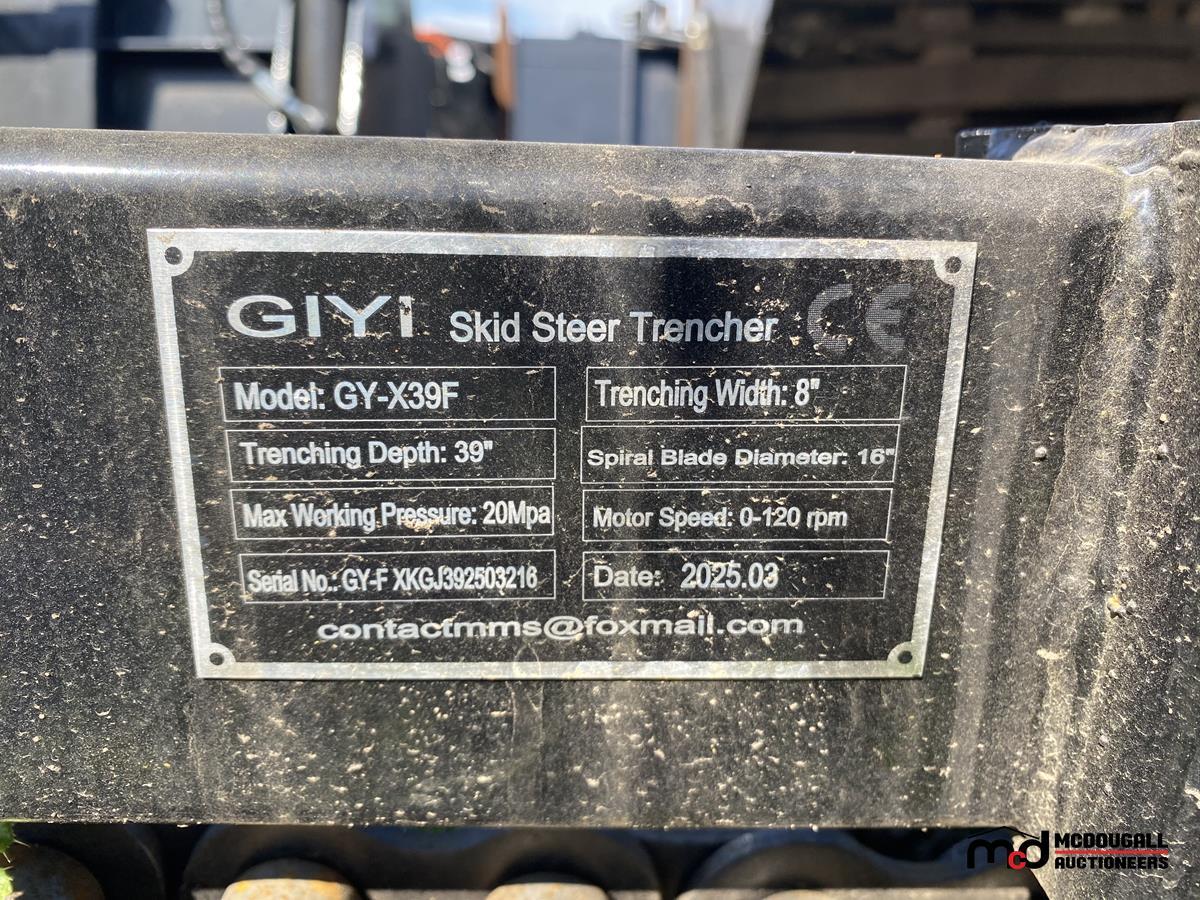 GIYI Skid Steer Trencher CE
Model: GY-X39F
Trenching Width: 8"
Trenching Depth: 39"
Spiral Blade Diameter: 16"
Max Working Pressure: 20Mpa
Motor Speed: 0-120 rpm
Serial No.: GY-F XKGJ392503216
Date: 2025.03
contactmms@foxmail.com
mcd MCDOUGALL
AUCTIONEERS